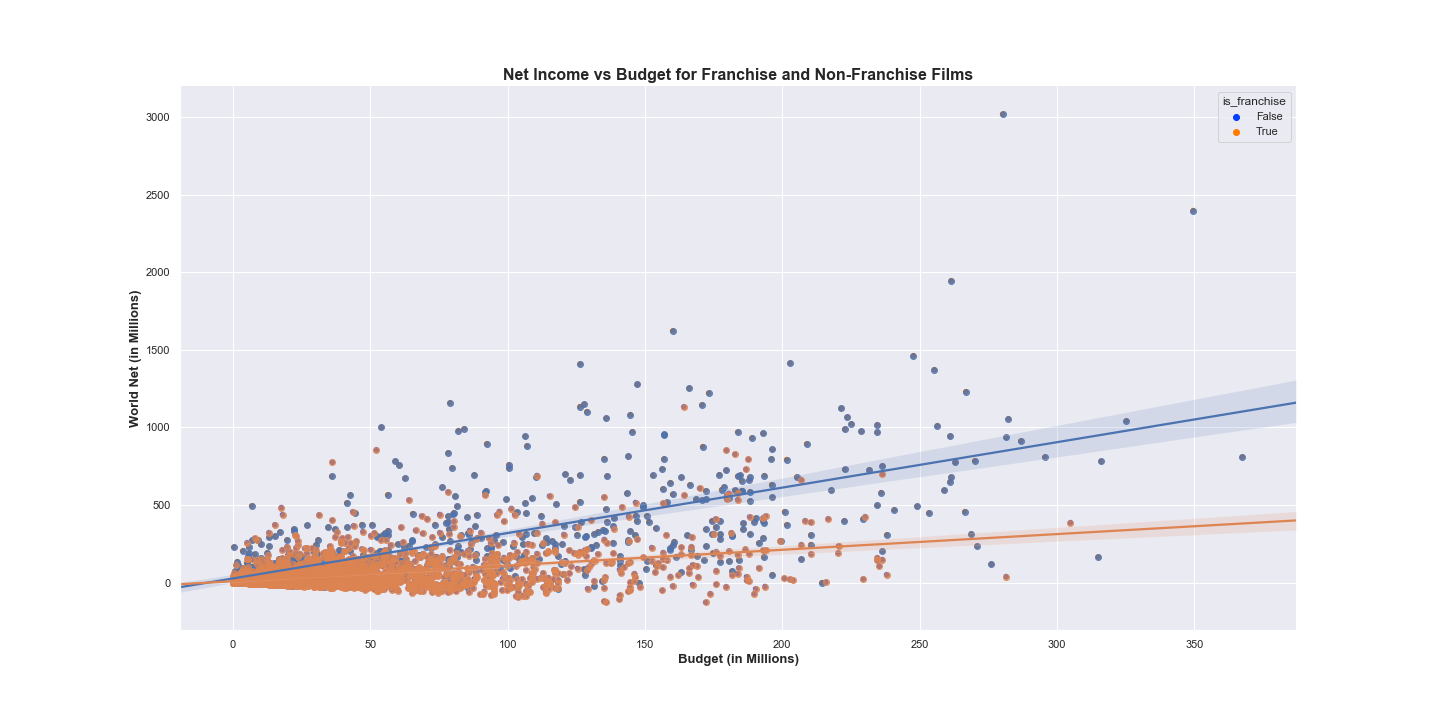 Net Income vs Budget for Franchise and Non-Franchise Films
is_franchise
False
True
3000
2500
2000
1500
1000
500
0
World Net (in Millions)
0 50 100 150 200 250 300 350
Budget (in Millions)